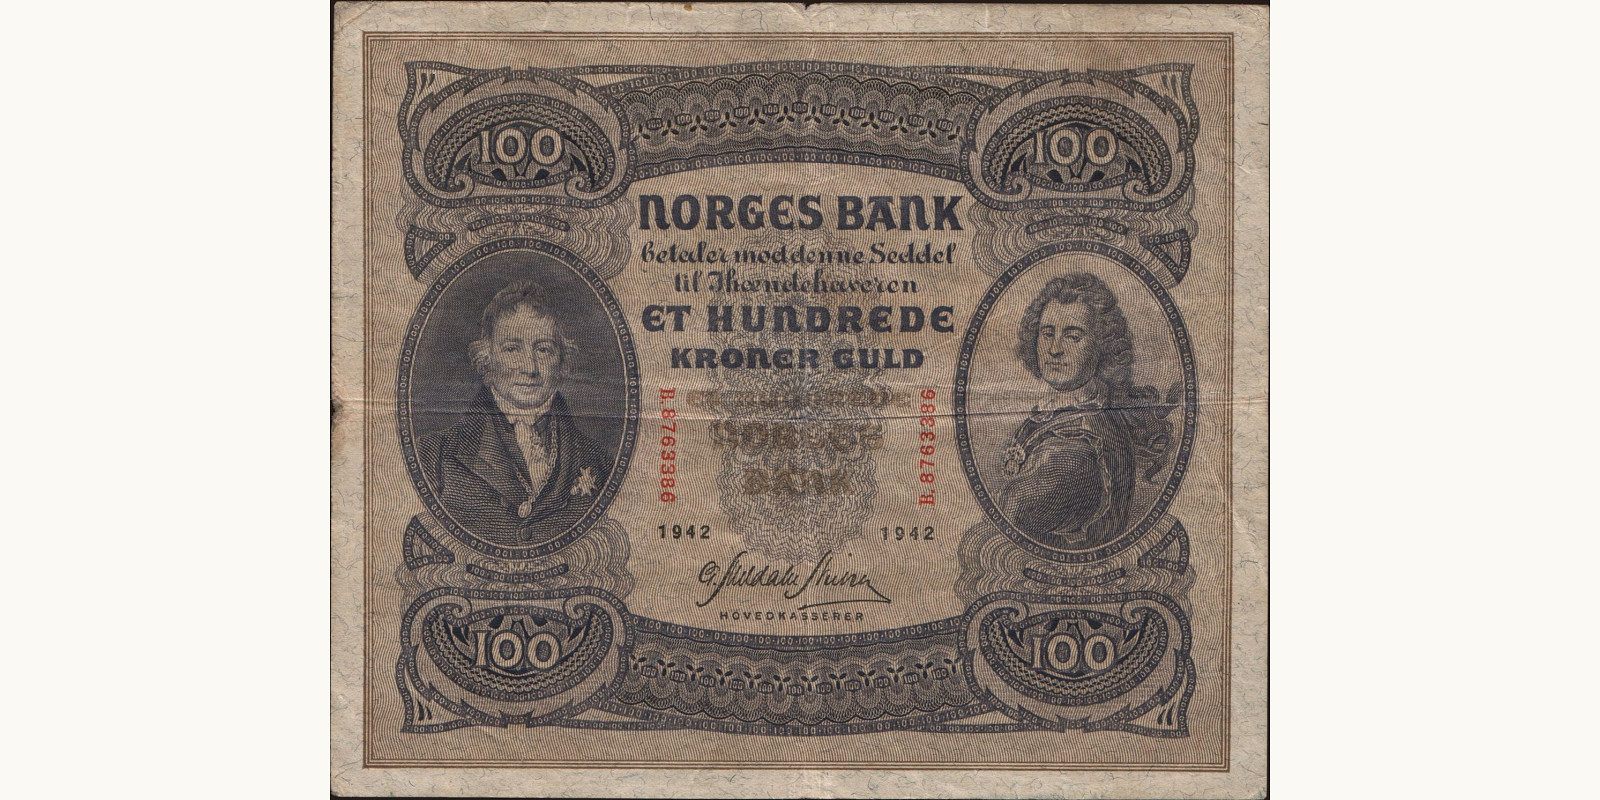 100 100
NORGES BANK
betaler mod denne Seddel
til Ihændehaveren
ET HUNDREDE
KRONER GULD
B.8763386 B.8763386
NORGES
BANK
1942 1942
HOVEDKASSERER
100 100